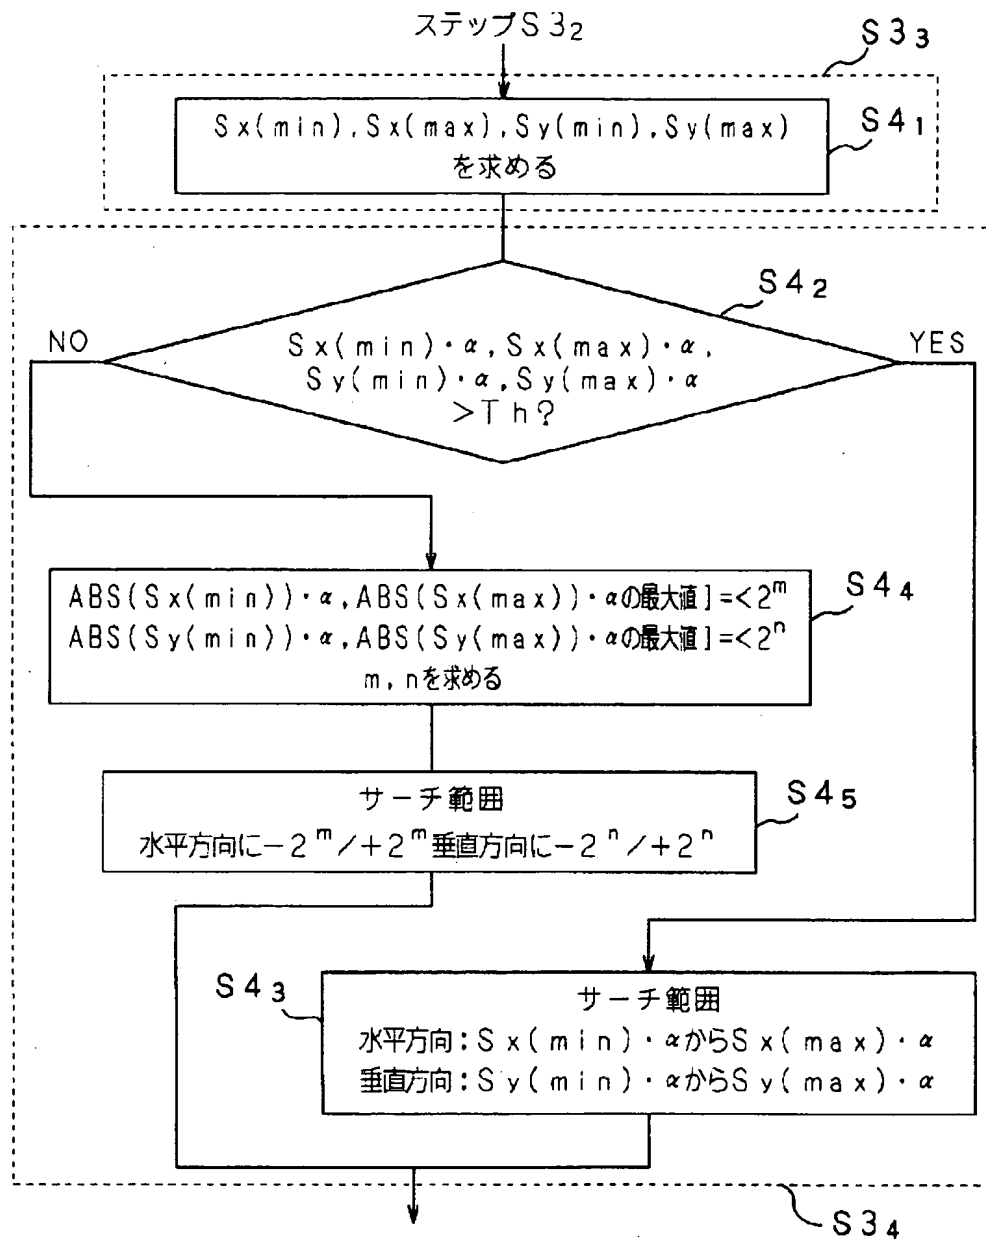 ステップS3₂
S3₃
Sx(min),Sx(max),Sy(min),Sy(max)
を求める
S4₁
S4₂
NO
YES
Sx(min)・α,Sx(max)・α,
Sy(min)・α,Sy(max)・α
>Th?
ABS(Sx(min))・α,ABS(Sx(max))・αの最大値]=<2ᵐ
ABS(Sy(min))・α,ABS(Sy(max))・αの最大値]=<2ⁿ
m,nを求める
S4₄
サーチ範囲
水平方向に−2ᵐ/+2ᵐ垂直方向に−2ⁿ/+2ⁿ
S4₅
S4₃
サーチ範囲
水平方向:Sx(min)・αからSx(max)・α
垂直方向:Sy(min)・αからSy(max)・α
S3₄